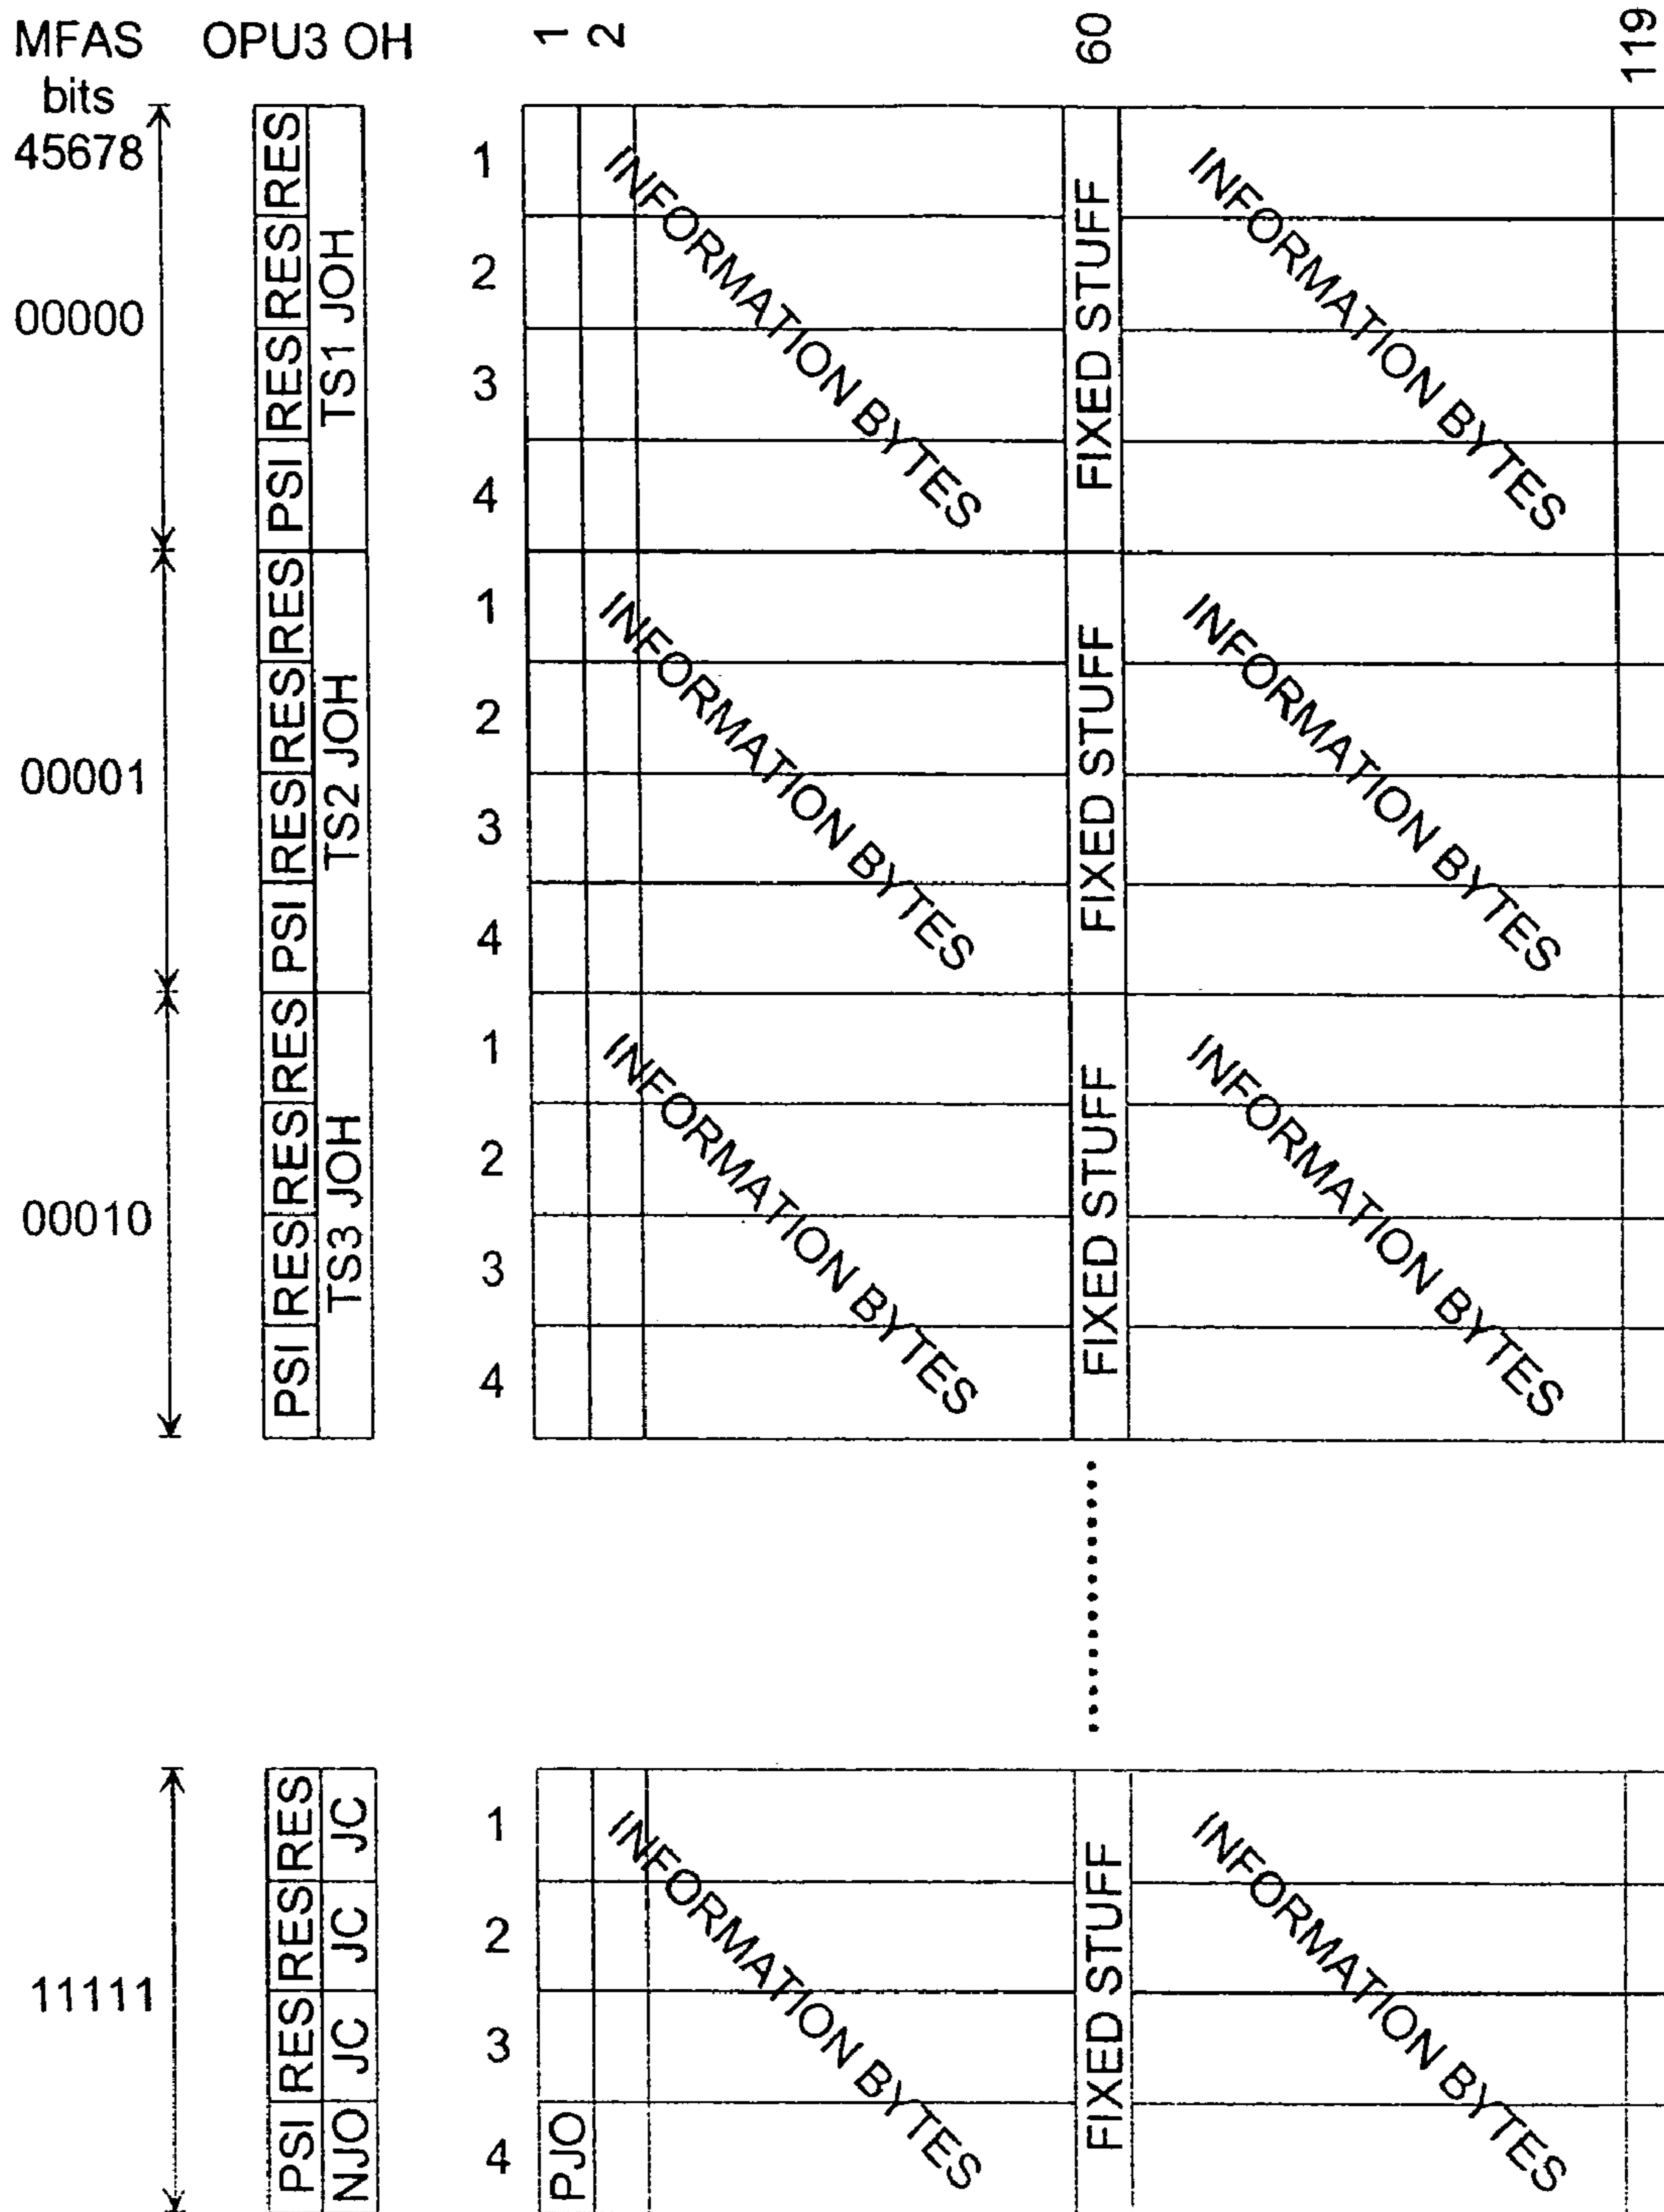 MFAS
bits
45678
OPU3 OH
1
2
60
119
00000
RES
RES
RES
PSI
TS1 JOH
1
2
3
4
INFORMATION BYTES
FIXED STUFF
INFORMATION BYTES
00001
RES
RES
RES
PSI
TS2 JOH
1
2
3
4
INFORMATION BYTES
FIXED STUFF
INFORMATION BYTES
00010
RES
RES
RES
PSI
TS3 JOH
1
2
3
4
INFORMATION BYTES
FIXED STUFF
INFORMATION BYTES
11111
RES
RES
RES
PSI
JC
JC
JC
NJO
1
2
3
4
PJO
INFORMATION BYTES
FIXED STUFF
INFORMATION BYTES